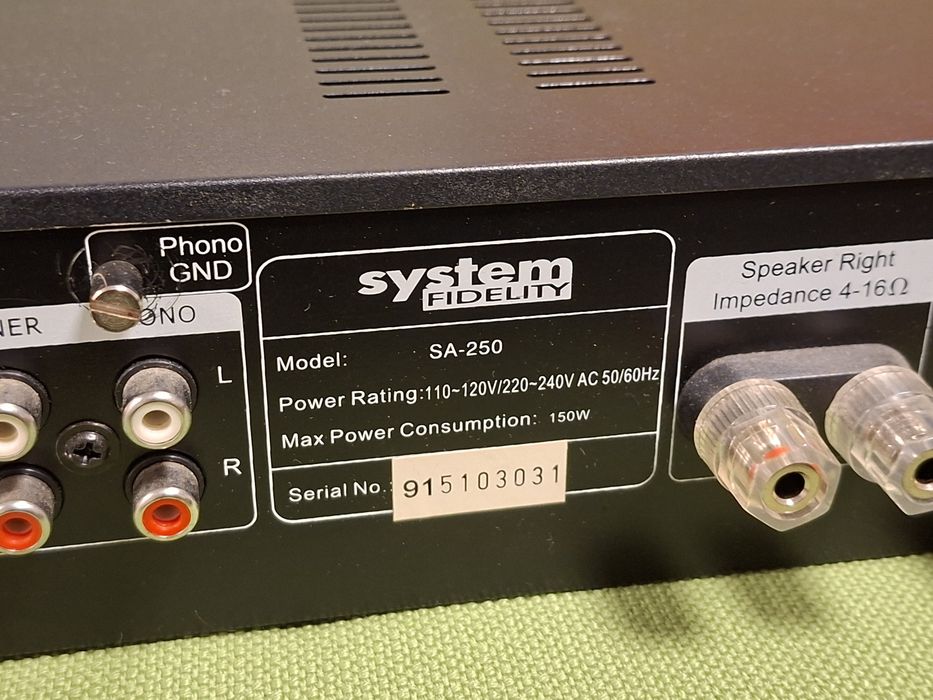 Phono
GND
NER
ONO
L
R
system
FIDELITY
Model: SA-250
Power Rating:110~120V/220~240V AC 50/60Hz
Max Power Consumption: 150W
Serial No.: 915103031
Speaker Right
Impedance 4-16Ω